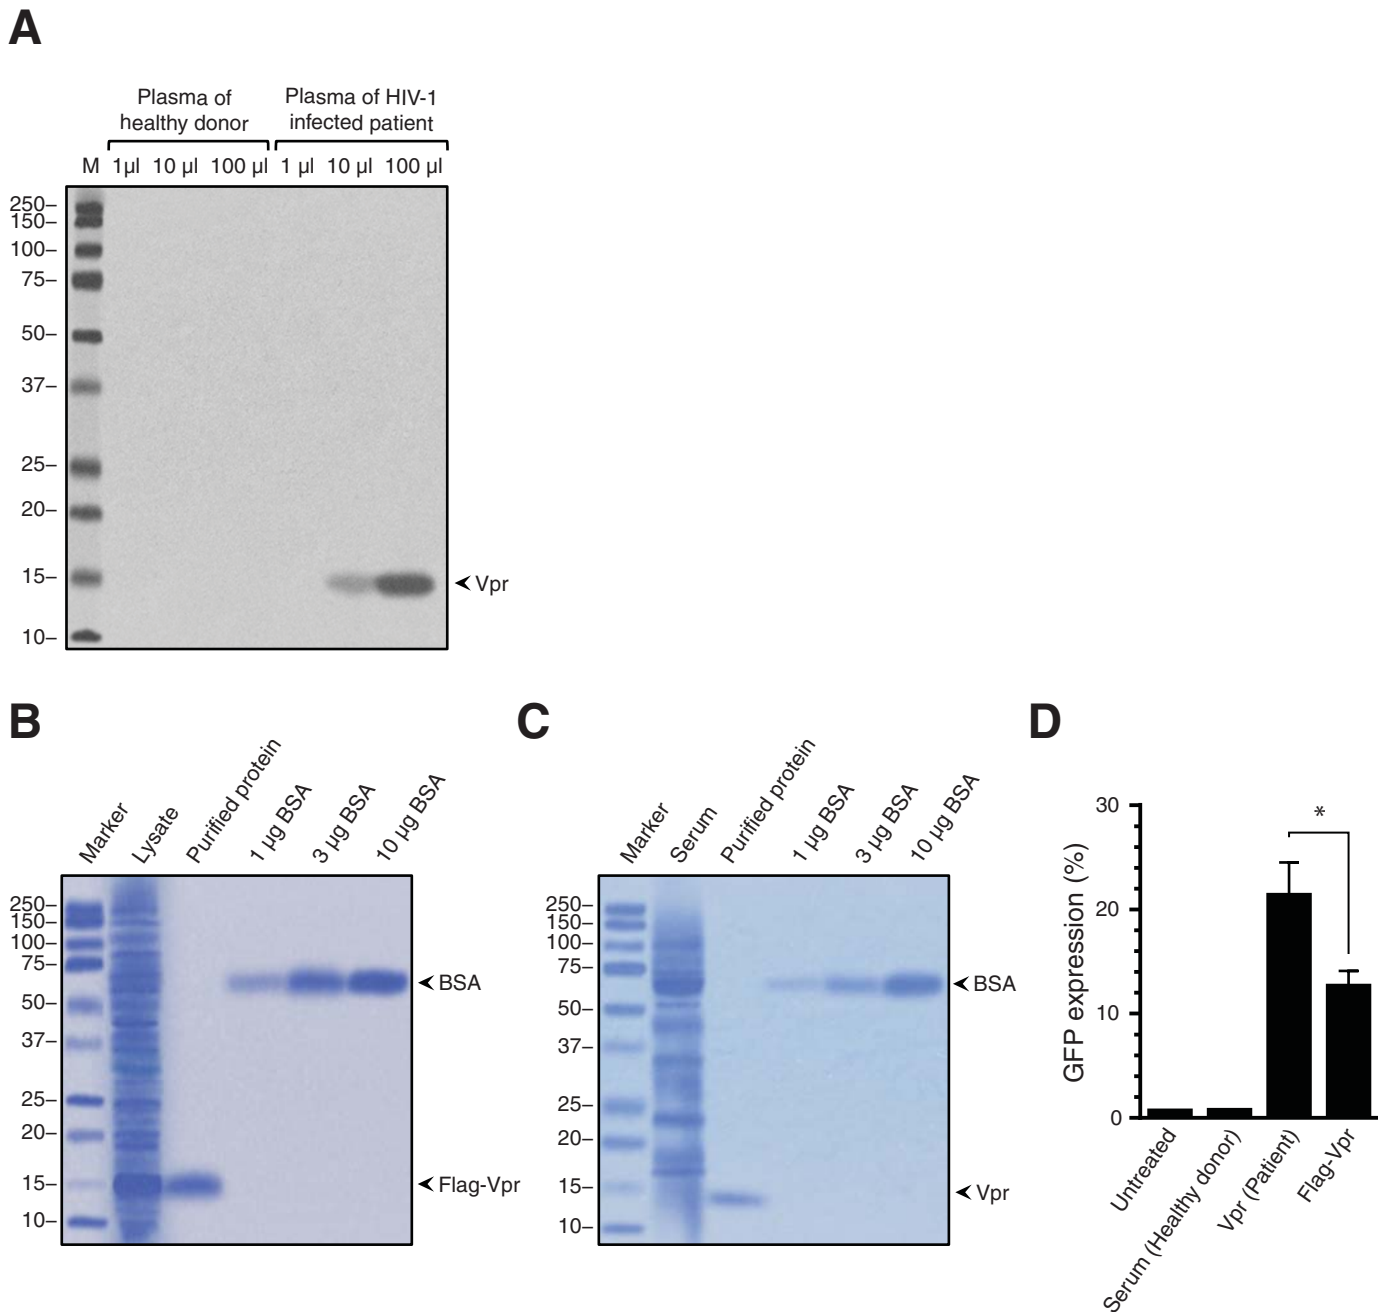 A
Plasma of
healthy donor
Plasma of HIV-1
infected patient
M 1µl 10 µl 100 µl 1 µl 10 µl 100 µl
250–
150–
100–
75–
50–
37–
25–
20–
15–
10–
Vpr
B
Marker
Lysate
Purified protein
1 µg BSA
3 µg BSA
10 µg BSA
250–
150–
100–
75–
50–
37–
25–
20–
15–
10–
BSA
Flag-Vpr
C
Marker
Serum
Purified protein
1 µg BSA
3 µg BSA
10 µg BSA
250–
150–
100–
75–
50–
37–
25–
20–
15–
10–
BSA
Vpr
D
GFP expression (%)
30
20
10
0
*
Untreated
Serum (Healthy donor)
Vpr (Patient)
Flag-Vpr